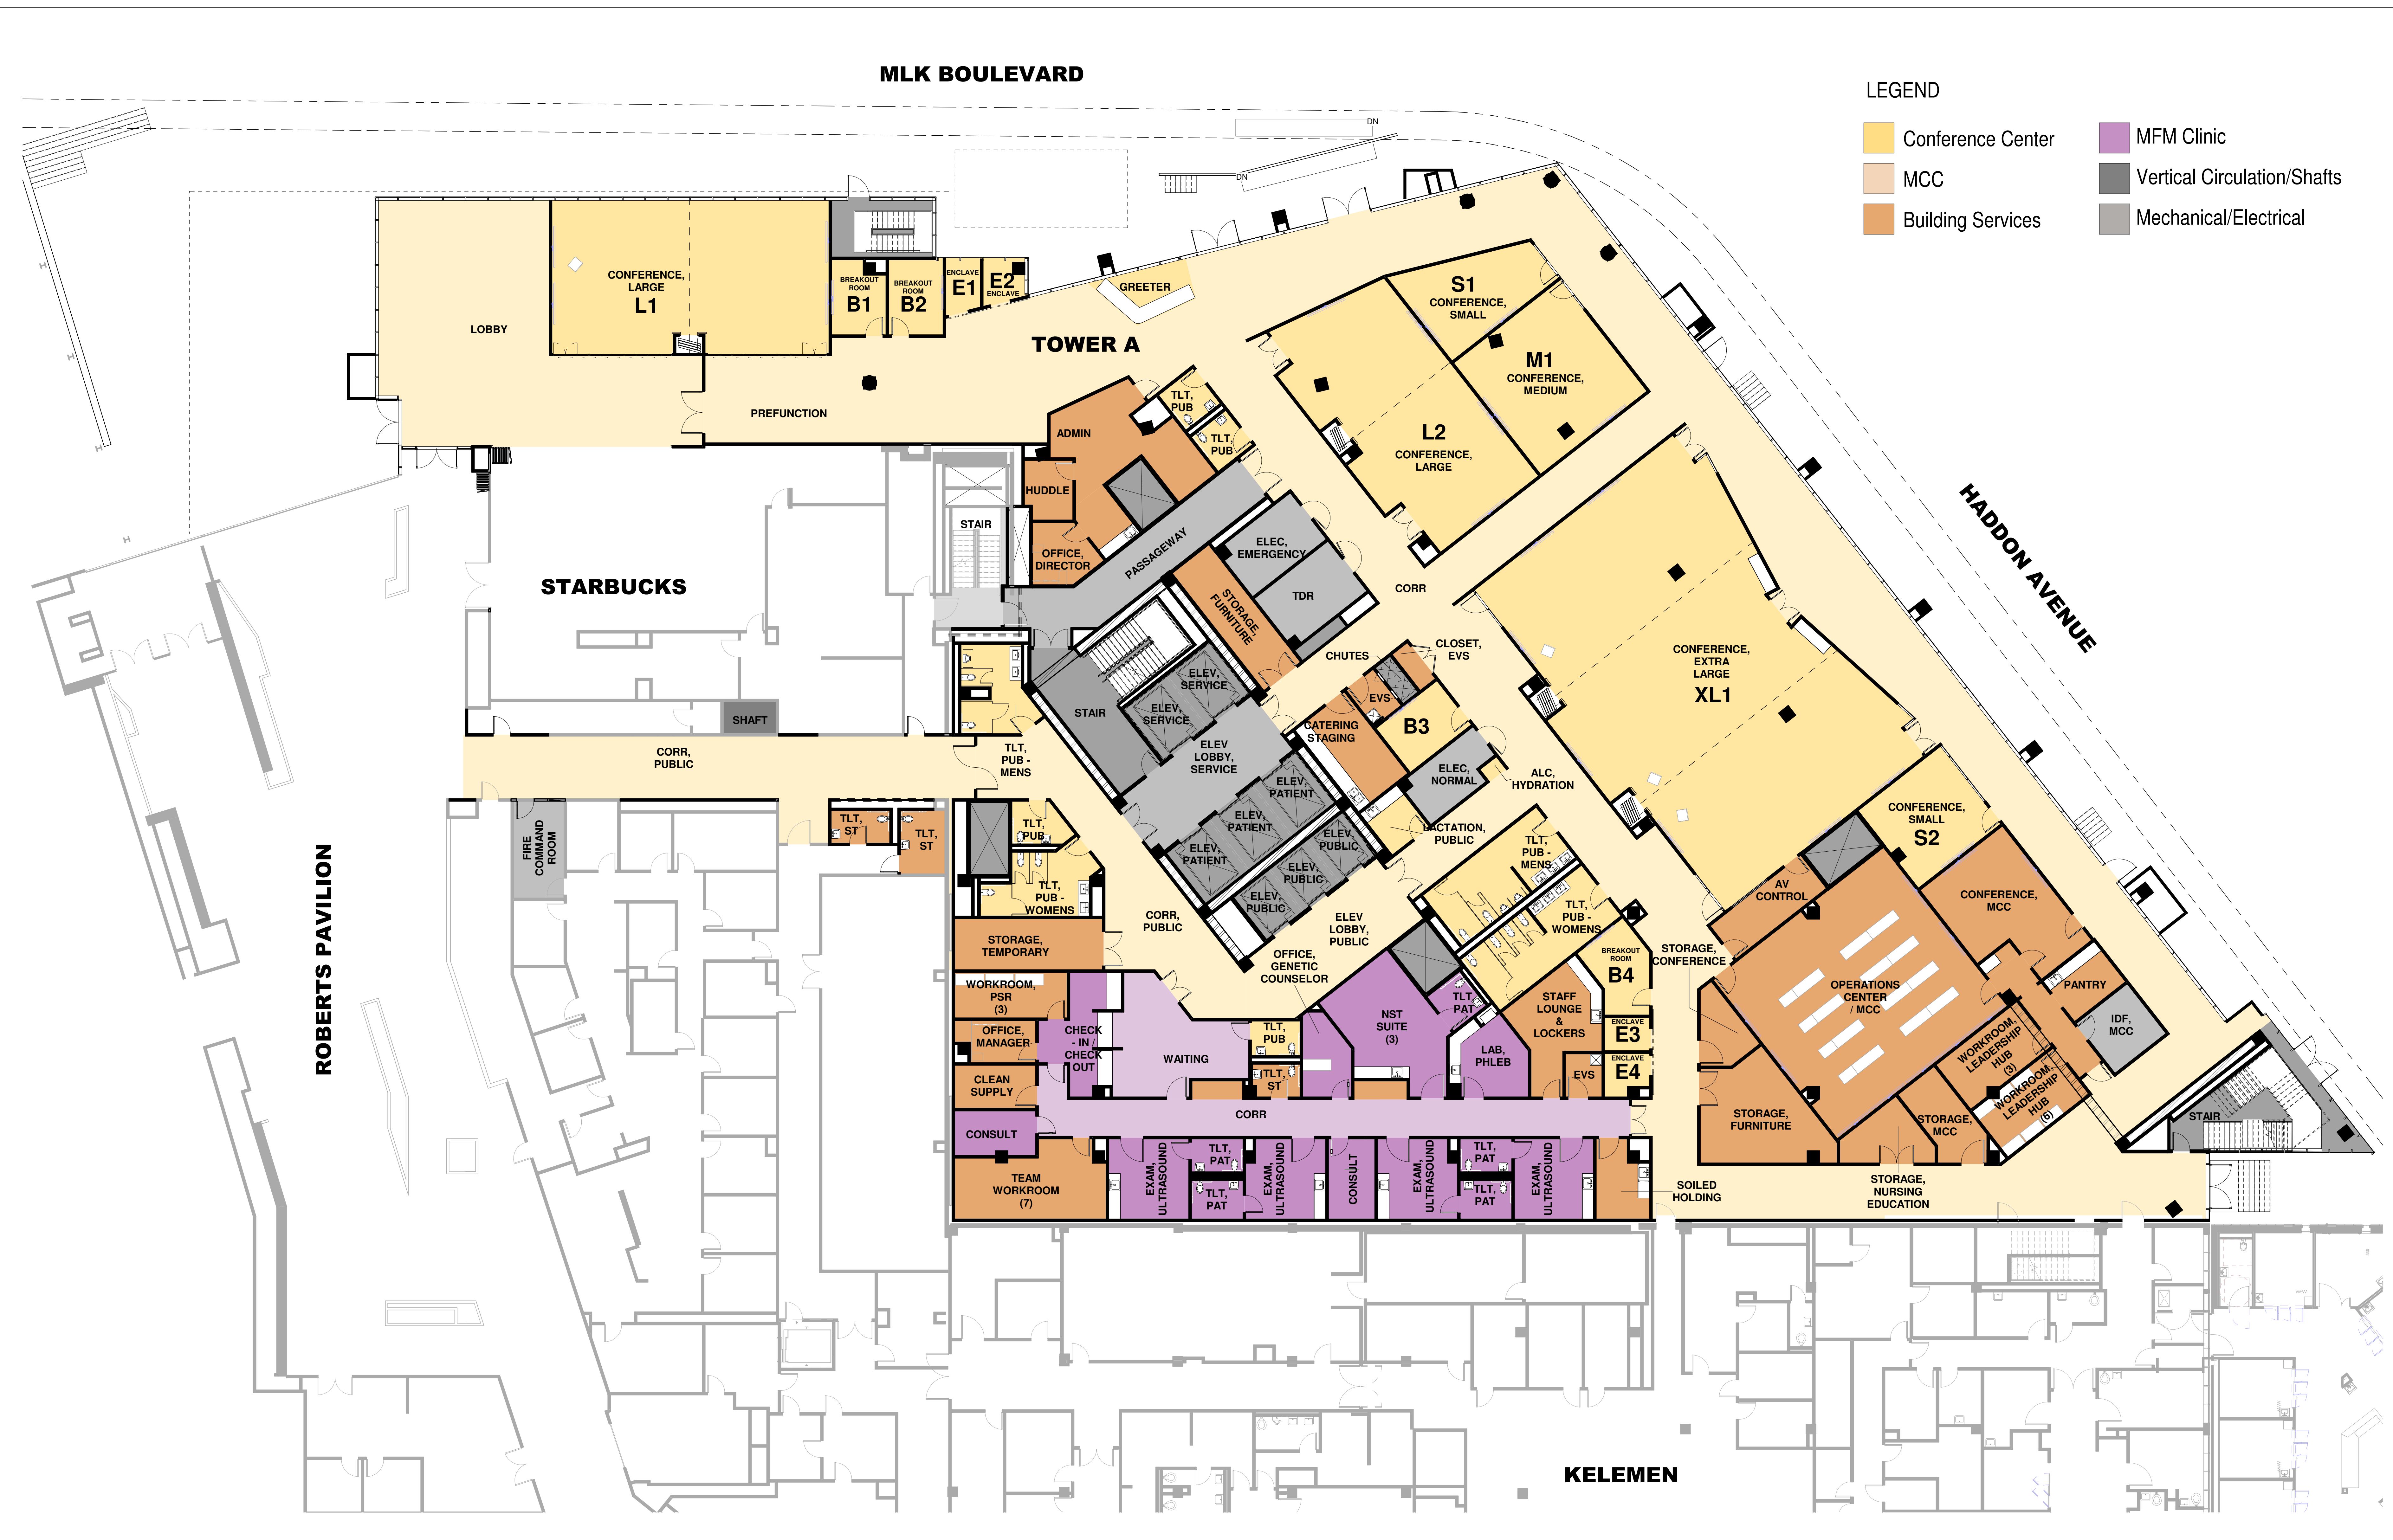 MLK BOULEVARD
LEGEND
Conference Center
MCC
Building Services
MFM Clinic
Vertical Circulation/Shafts
Mechanical/Electrical
DN
DN
CONFERENCE,
LARGE
L1
LOBBY
BREAKOUT
ROOM
B1
BREAKOUT
ROOM
B2
ENCLAVE
E1
E2
ENCLAVE
GREETER
TOWER A
PREFUNCTION
S1
CONFERENCE,
SMALL
M1
CONFERENCE,
MEDIUM
L2
CONFERENCE,
LARGE
TLT,
PUB
TLT,
PUB
ADMIN
HUDDLE
OFFICE,
DIRECTOR
STAIR
PASSAGEWAY
ELEC,
EMERGENCY
TDR
STORAGE,
FURNITURE
CORR
HADDON AVENUE
STARBUCKS
SHAFT
CORR,
PUBLIC
TLT,
PUB -
MENS
STAIR
ELEV,
SERVICE
ELEV,
SERVICE
ELEV
LOBBY,
SERVICE
CHUTES
CLOSET,
EVS
EVS
CATERING
STAGING
B3
ELEC,
NORMAL
ALC,
HYDRATION
CONFERENCE,
EXTRA
LARGE
XL1
ELEV,
PATIENT
ELEV,
PATIENT
ELEV,
PATIENT
ELEV,
PUBLIC
ELEV,
PUBLIC
ELEV,
PUBLIC
LACTATION,
PUBLIC
TLT,
PUB -
MENS
TLT,
PUB -
WOMENS
CONFERENCE,
SMALL
S2
AV
CONTROL
CONFERENCE,
MCC
FIRE
COMMAND
ROOM
TLT,
ST
TLT,
ST
TLT,
PUB
TLT,
PUB -
WOMENS
ROBERTS PAVILION
CORR,
PUBLIC
ELEV
LOBBY,
PUBLIC
OFFICE,
GENETIC
COUNSELOR
STORAGE,
TEMPORARY
WORKROOM,
PSR
(3)
OFFICE,
MANAGER
CLEAN
SUPPLY
CONSULT
TEAM
WORKROOM
(7)
CHECK
- IN /
CHECK
OUT
WAITING
TLT,
PUB
TLT,
ST
NST
SUITE
(3)
TLT,
PAT
LAB,
PHLEB
STAFF
LOUNGE
&
LOCKERS
EVS
BREAKOUT
ROOM
B4
ENCLAVE
E3
ENCLAVE
E4
STORAGE,
CONFERENCE
OPERATIONS
CENTER
/ MCC
PANTRY
IDF,
MCC
WORKROOM,
LEADERSHIP
HUB
(3)
WORKROOM,
LEADERSHIP
HUB
(6)
STORAGE,
FURNITURE
STORAGE,
MCC
STAIR
CORR
EXAM,
ULTRASOUND
TLT,
PAT
TLT,
PAT
EXAM,
ULTRASOUND
CONSULT
EXAM,
ULTRASOUND
TLT,
PAT
TLT,
PAT
EXAM,
ULTRASOUND
SOILED
HOLDING
STORAGE,
NURSING
EDUCATION
KELEMEN